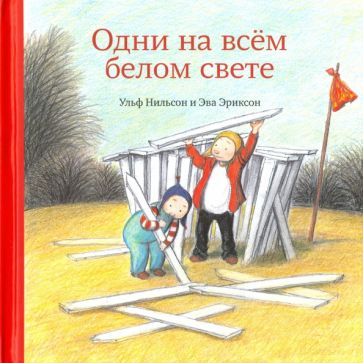 Одни на всём
белом свете
Ульф Нильсон и Эва Эриксон